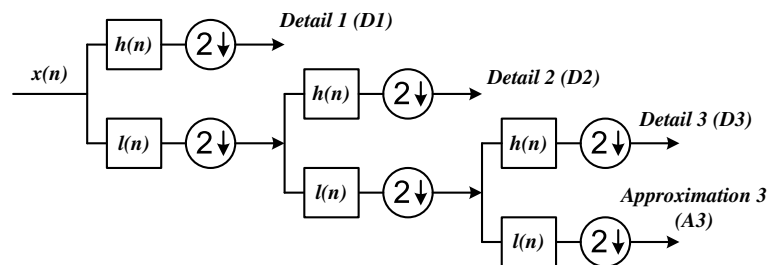 Detail 1 (D1)
h(n)
2↓
x(n)
Detail 2 (D2)
h(n)
2↓
l(n)
2↓
Detail 3 (D3)
h(n)
2↓
l(n)
2↓
Approximation 3
(A3)
l(n)
2↓